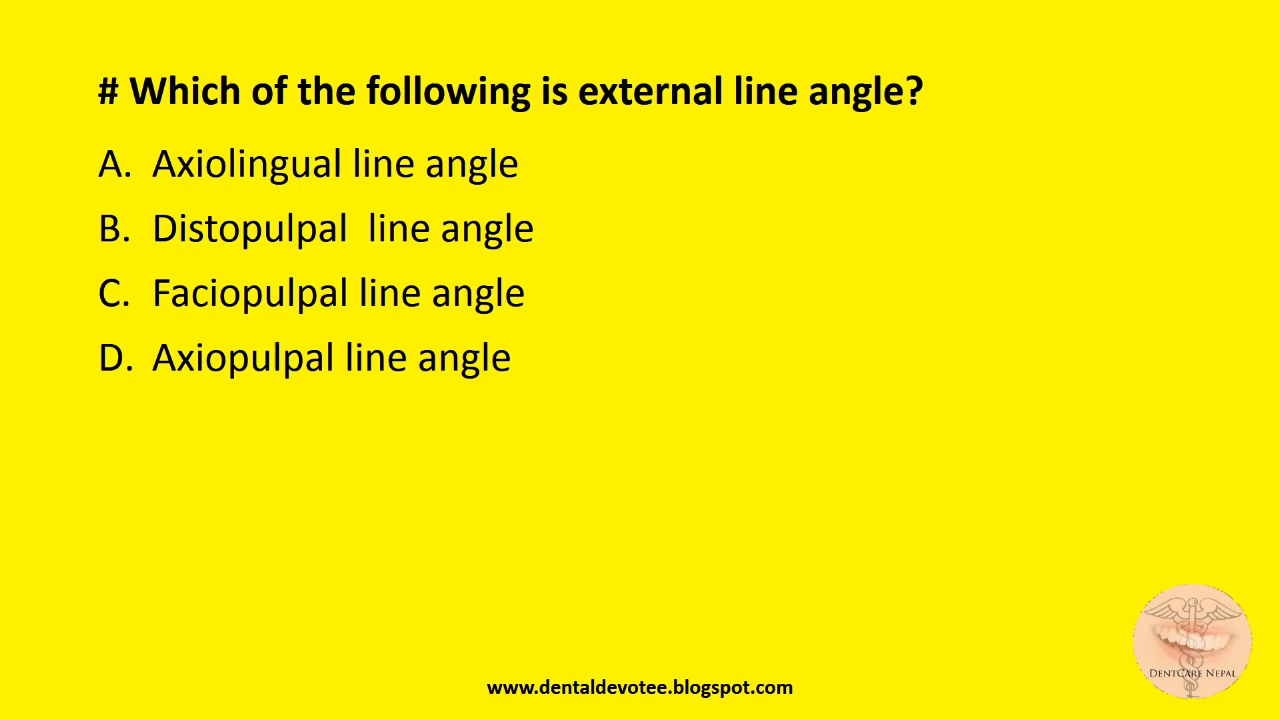 # Which of the following is external line angle?
A. Axiolingual line angle
B. Distopulpal  line angle
C. Faciopulpal line angle
D. Axiopulpal line angle
DentCare Nepal
www.dentaldevotee.blogspot.com